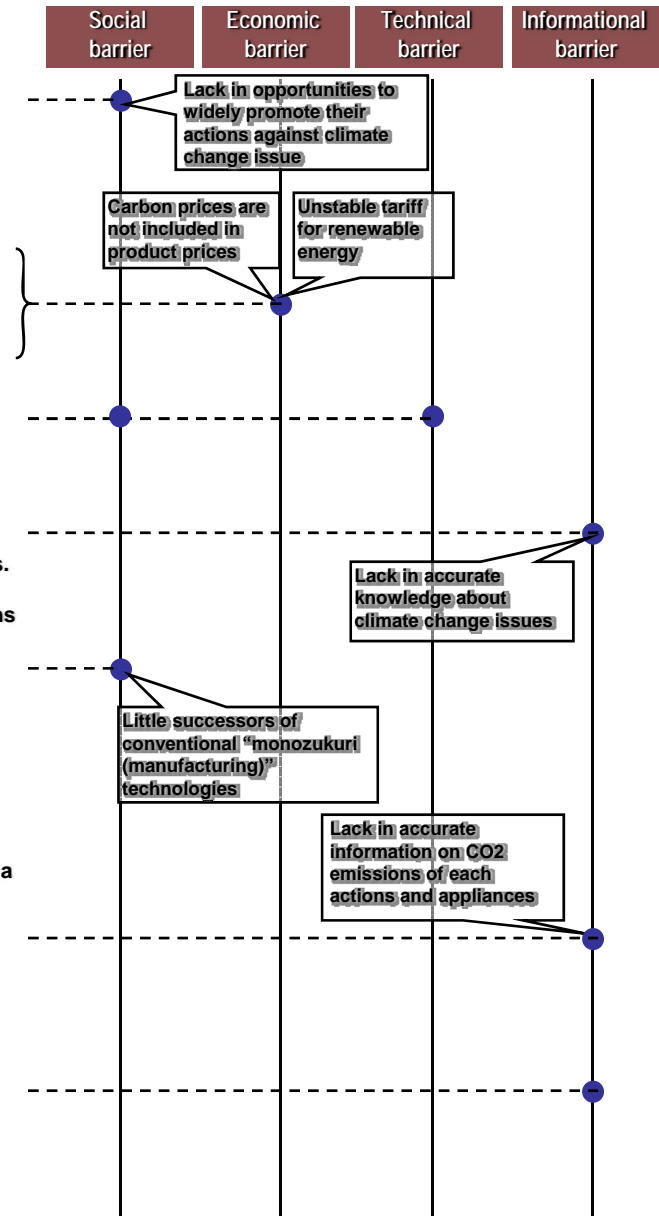 Social
barrier
Economic
barrier
Technical
barrier
Informational
barrier
Lack in opportunities to
widely promote their
actions against climate
change issue
Carbon prices are
not included in
product prices
Unstable tariff
for renewable
energy
s.
Lack in accurate
knowledge about
climate change issues
ns
Little successors of
conventional “monozukuri
(manufacturing)”
technologies
Lack in accurate
information on CO2
emissions of each
actions and appliances
a